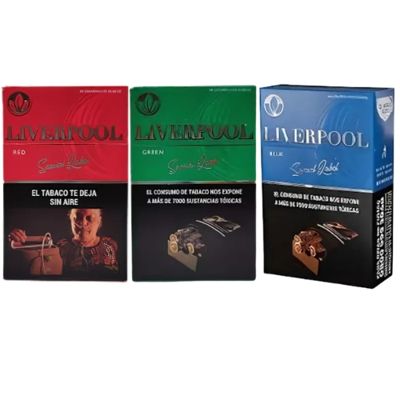 LIVERPOOL
RED
Special Label
EL TABACO TE DEJA
SIN AIRE
LIVERPOOL
GREEN
Special Label
EL CONSUMO DE TABACO NOS EXPONE
A MÁS DE 7000 SUSTANCIAS TÓXICAS
LIVERPOOL
BLUE
Special Label
EL CONSUMO DE TABACO NOS EXPONE
A MÁS DE 7000 SUSTANCIAS TÓXICAS